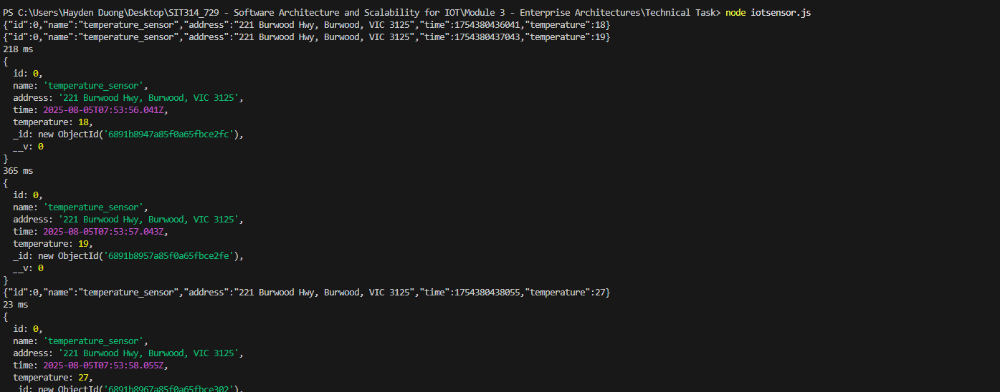 PS C:\Users\Hayden Duong\Desktop\SIT314_729 - Software Architecture and Scalability for IOT\Module 3 - Enterprise Architectures\Technical Task> node iotsensor.js
{"id":0,"name":"temperature_sensor","address":"221 Burwood Hwy, Burwood, VIC 3125","time":1754380436041,"temperature":18}
{"id":0,"name":"temperature_sensor","address":"221 Burwood Hwy, Burwood, VIC 3125","time":1754380437043,"temperature":19}
218 ms
{
  id: 0,
  name: 'temperature_sensor',
  address: '221 Burwood Hwy, Burwood, VIC 3125',
  time: 2025-08-05T07:53:56.041Z,
  temperature: 18,
  _id: new ObjectId('6891b8947a85f0a65fbce2fc'),
  __v: 0
}
365 ms
{
  id: 0,
  name: 'temperature_sensor',
  address: '221 Burwood Hwy, Burwood, VIC 3125',
  time: 2025-08-05T07:53:57.043Z,
  temperature: 19,
  _id: new ObjectId('6891b8957a85f0a65fbce2fe'),
  __v: 0
}
{"id":0,"name":"temperature_sensor","address":"221 Burwood Hwy, Burwood, VIC 3125","time":1754380438055,"temperature":27}
23 ms
{
  id: 0,
  name: 'temperature_sensor',
  address: '221 Burwood Hwy, Burwood, VIC 3125',
  time: 2025-08-05T07:53:58.055Z,
  temperature: 27,
  _id: new ObjectId('6891b8967a85f0a65fbce302'),